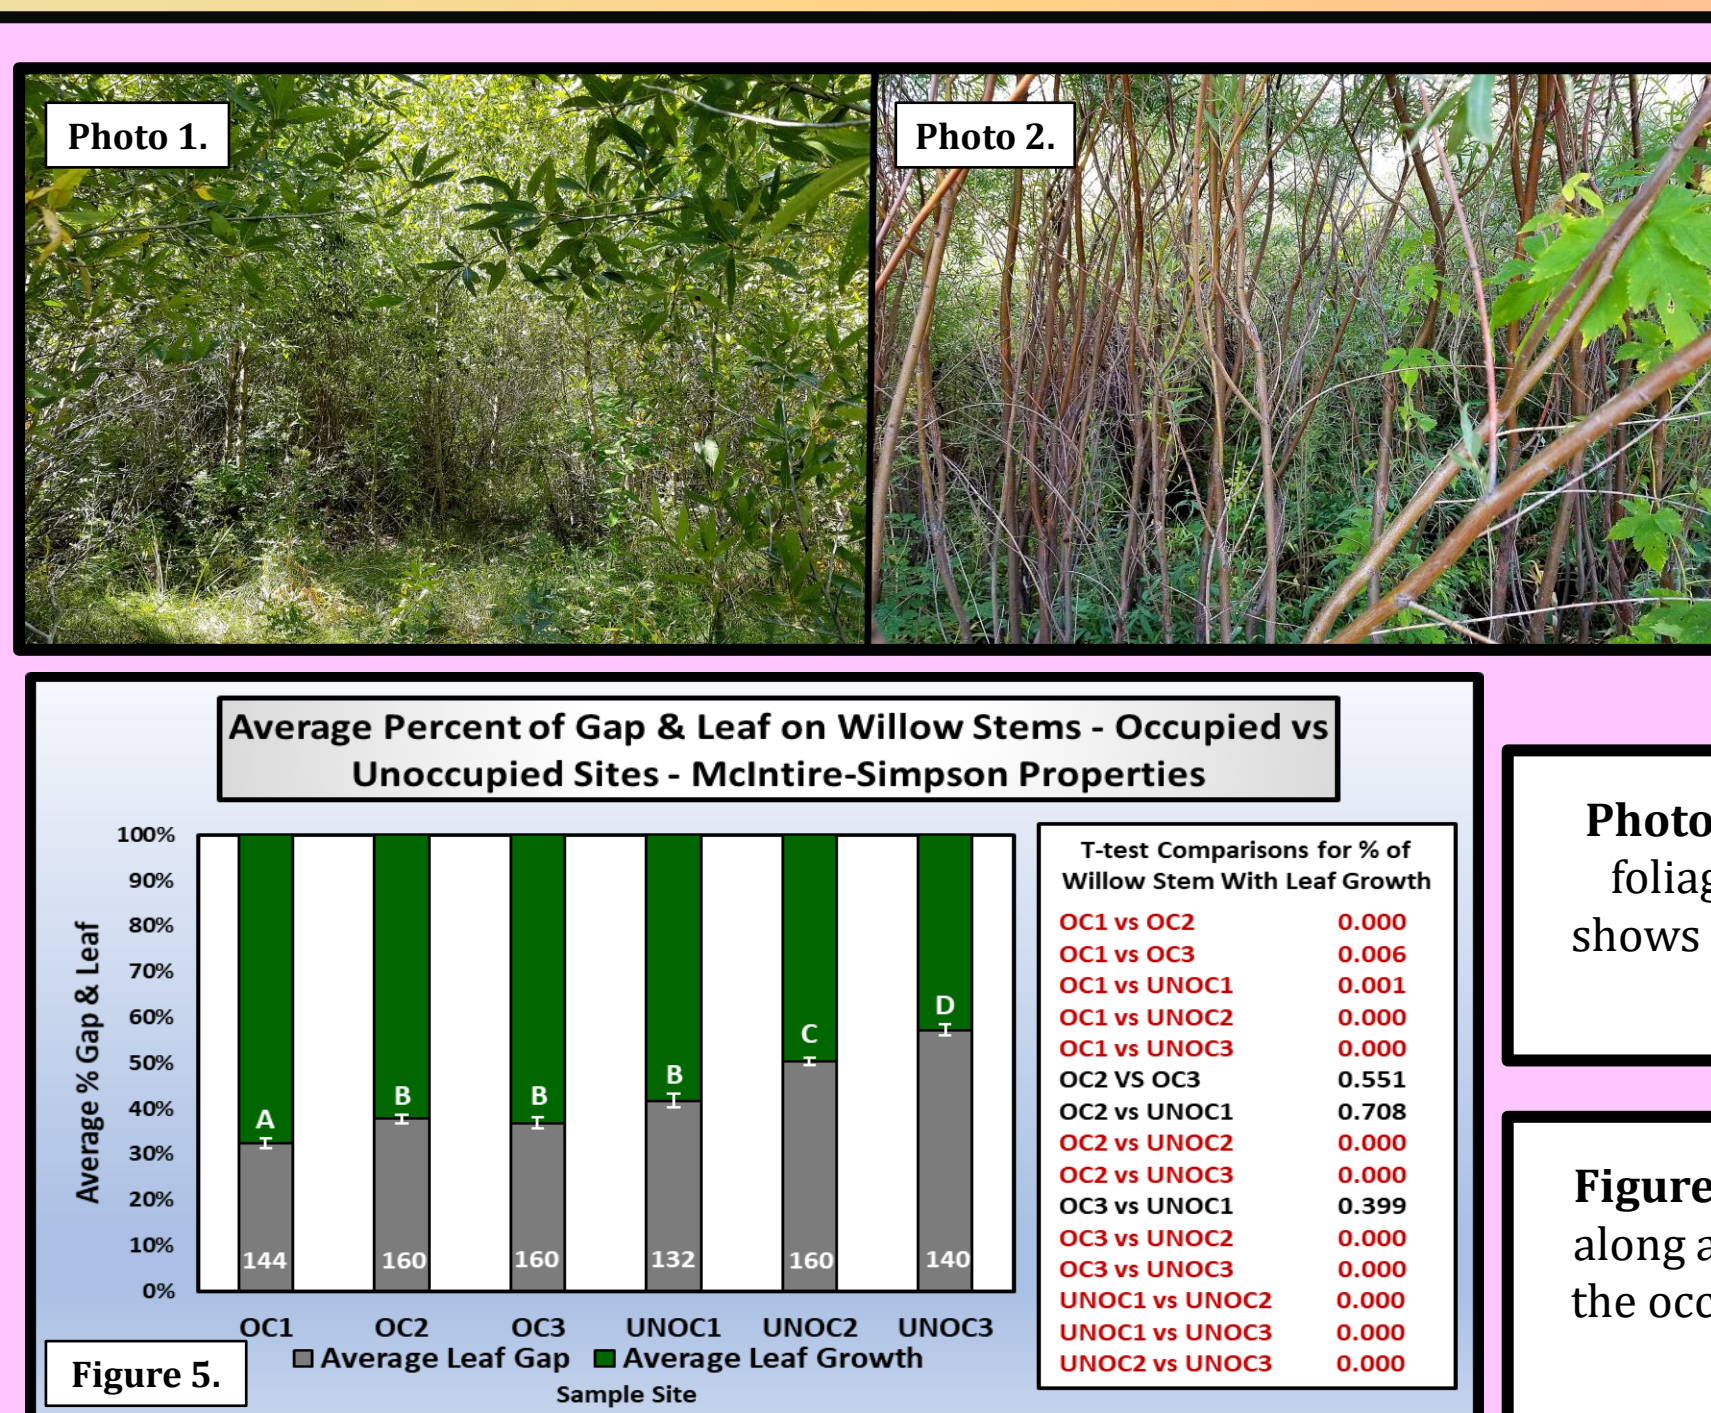 Photo 1.
Photo 2.
Average Percent of Gap & Leaf on Willow Stems - Occupied vs
Unoccupied Sites - McIntire-Simpson Properties
Average % Gap & Leaf
100%
90%
80%
70%
60%
50%
40%
30%
20%
10%
0%
A
B
B
B
C
D
144
160
160
132
160
140
OC1
OC2
OC3
UNOC1
UNOC2
UNOC3
Average Leaf Gap
Average Leaf Growth
Sample Site
Figure 5.
T-test Comparisons for % of
Willow Stem With Leaf Growth
OC1 vs OC2 0.000
OC1 vs OC3 0.006
OC1 vs UNOC1 0.001
OC1 vs UNOC2 0.000
OC1 vs UNOC3 0.000
OC2 VS OC3 0.551
OC2 vs UNOC1 0.708
OC2 vs UNOC2 0.000
OC2 vs UNOC3 0.000
OC3 vs UNOC1 0.399
OC3 vs UNOC2 0.000
OC3 vs UNOC3 0.000
UNOC1 vs UNOC2 0.000
UNOC1 vs UNOC3 0.000
UNOC2 vs UNOC3 0.000
Photo
foliag
shows
Figure
along a
the occ